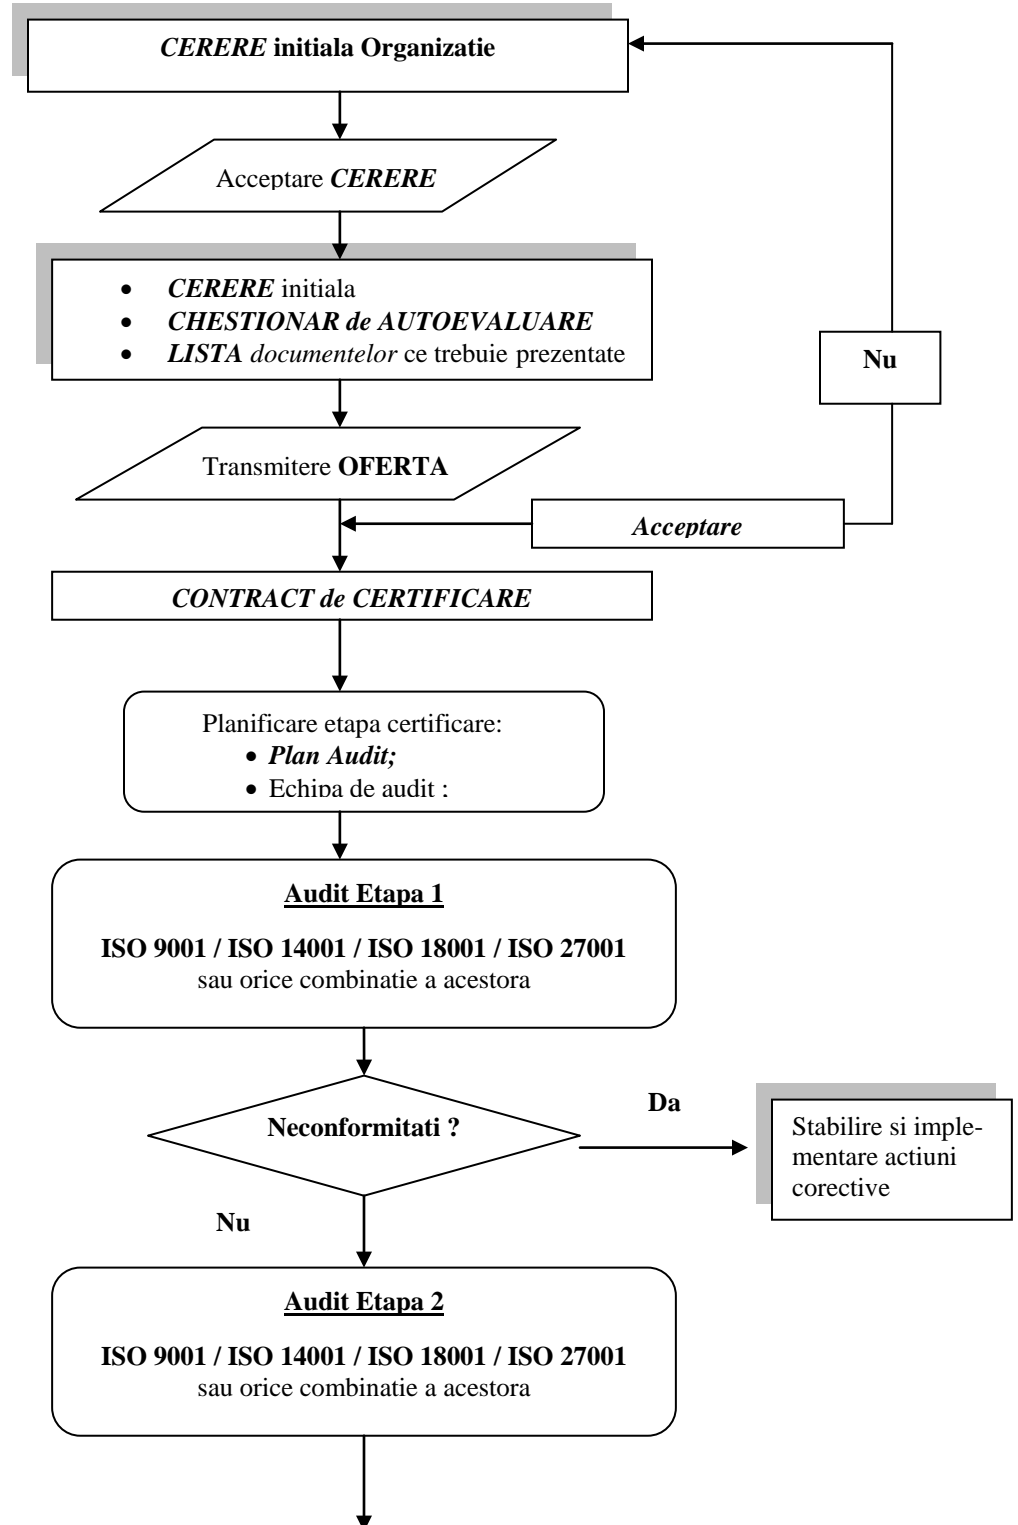 CERERE initiala Organizatie
Acceptare CERERE
• CERERE initiala
• CHESTIONAR de AUTOEVALUARE
• LISTA documentelor ce trebuie prezentate
Nu
Transmitere OFERTA
Acceptare
CONTRACT de CERTIFICARE
Planificare etapa certificare:
• Plan Audit;
• Echipa de audit ;
Audit Etapa 1
ISO 9001 / ISO 14001 / ISO 18001 / ISO 27001
sau orice combinatie a acestora
Neconformitati ?
Da
Stabilire si imple-
mentare actiuni
corective
Nu
Audit Etapa 2
ISO 9001 / ISO 14001 / ISO 18001 / ISO 27001
sau orice combinatie a acestora